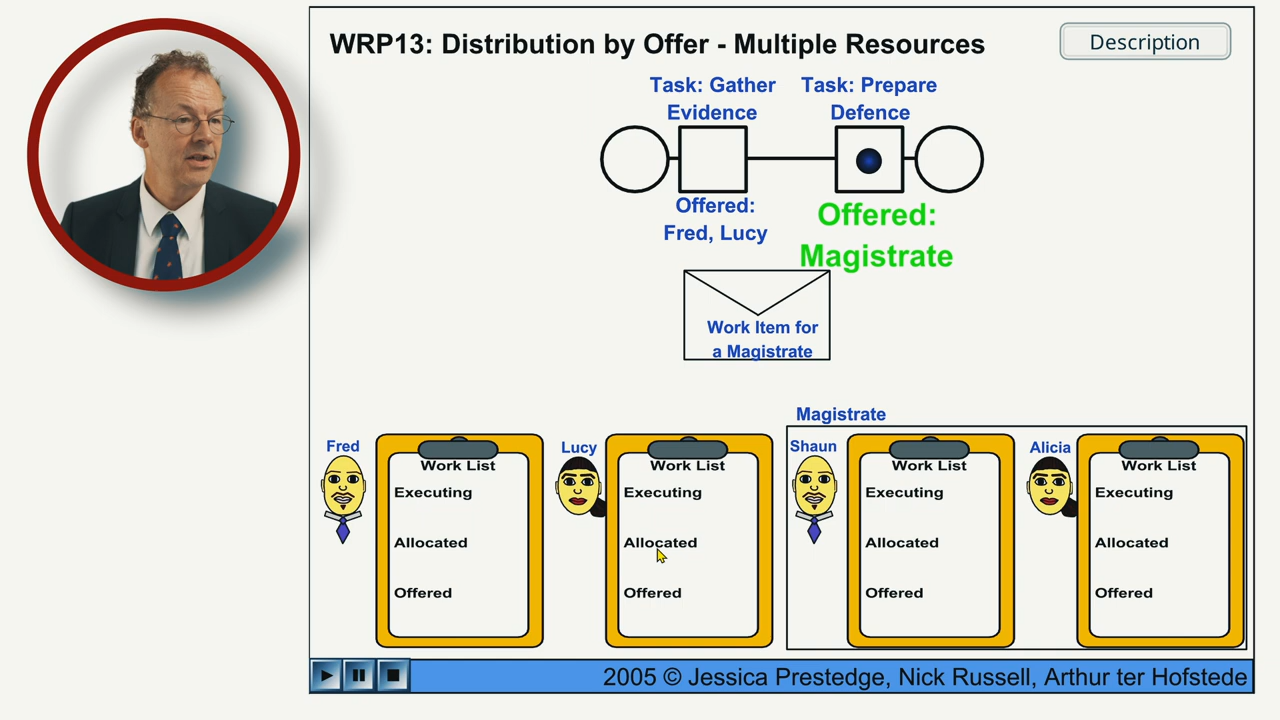 WRP13: Distribution by Offer - Multiple Resources
Description
Task: Gather
Evidence
Task: Prepare
Defence
Offered:
Fred, Lucy
Offered:
Magistrate
Work Item for
a Magistrate
Magistrate
Fred
Work List
Executing
Allocated
Offered
Lucy
Work List
Executing
Allocated
Offered
Shaun
Work List
Executing
Allocated
Offered
Alicia
Work List
Executing
Allocated
Offered
2005 © Jessica Prestedge, Nick Russell, Arthur ter Hofstede